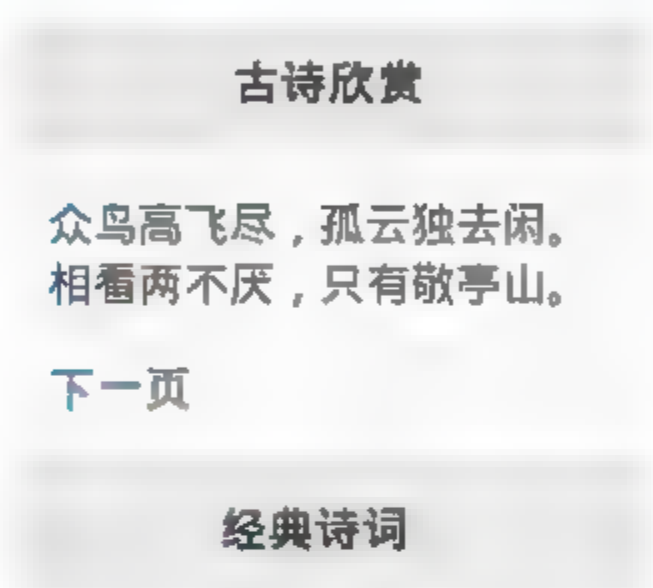 古诗欣赏
众鸟高飞尽，孤云独去闲。
相看两不厌，只有敬亭山。
下一页
经典诗词